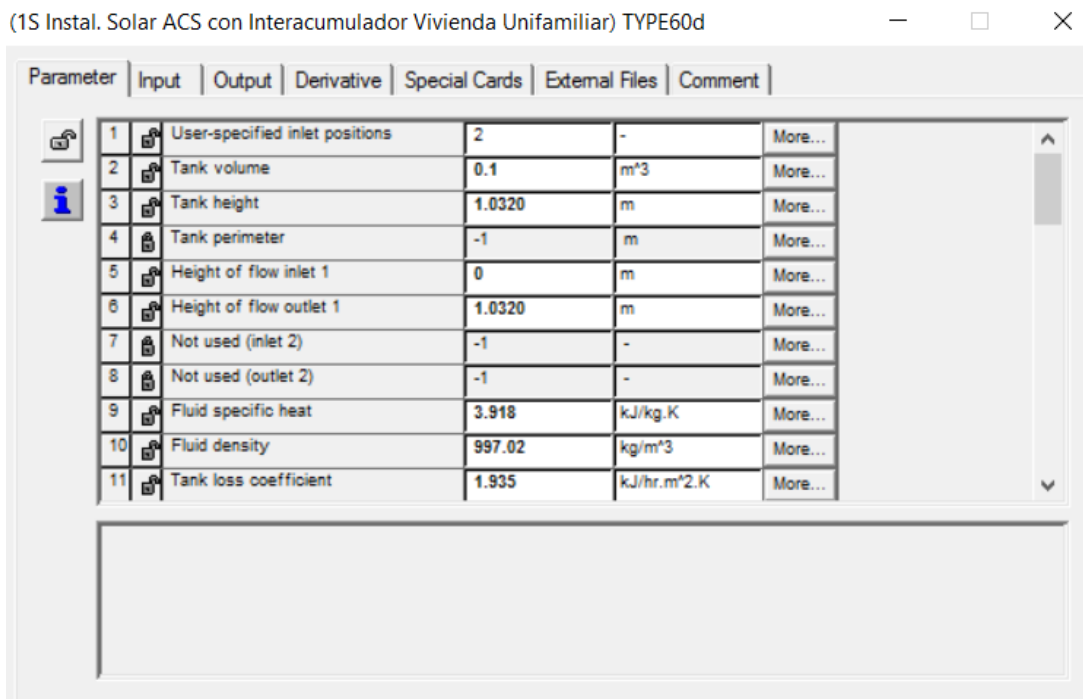 (1S Instal. Solar ACS con Interacumulador Vivienda Unifamiliar) TYPE60d
Parameter Input Output Derivative Special Cards External Files Comment
1 User-specified inlet positions 2 - More...
2 Tank volume 0.1 m^3 More...
3 Tank height 1.0320 m More...
4 Tank perimeter -1 m More...
5 Height of flow inlet 1 0 m More...
6 Height of flow outlet 1 1.0320 m More...
7 Not used (inlet 2) -1 - More...
8 Not used (outlet 2) -1 - More...
9 Fluid specific heat 3.918 kJ/kg.K More...
10 Fluid density 997.02 kg/m^3 More...
11 Tank loss coefficient 1.935 kJ/hr.m^2.K More...